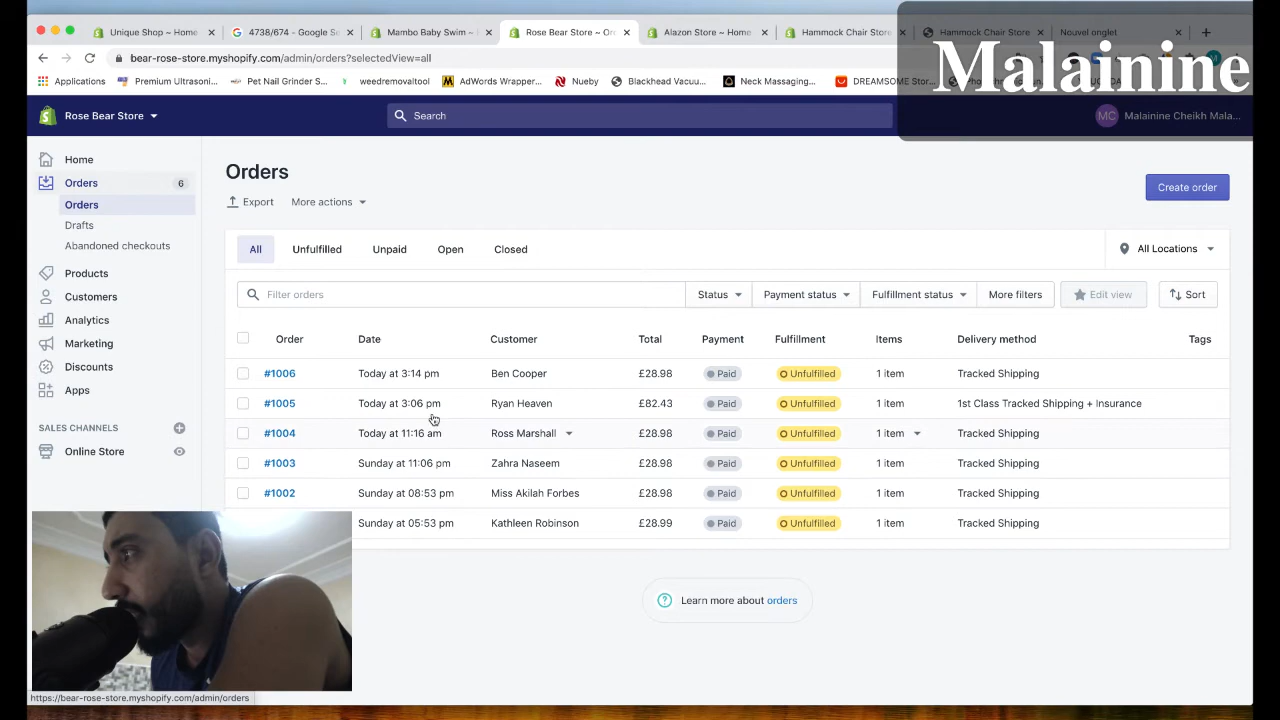 Unique Shop ~ Home
4738/674 - Google S
Mambo Baby Swim ~
Rose Bear Store ~ Or
Alazon Store ~ Home
Hammock Chair Store
Hammock Chair Store
Nouvel onglet
Malainine
bear-rose-store.myshopify.com/admin/orders?selectedView=all
Applications
Premium Ultrasoni...
Pet Nail Grinder S...
weedremovaltool
AdWords Wrapper...
Nueby
Blackhead Vacuu...
Neck Massaging...
DREAMSOME Stor...
Rose Bear Store
Search
MC
Malainine Cheikh Mala...
Home
Orders 6
Orders
Drafts
Abandoned checkouts
Products
Customers
Analytics
Marketing
Discounts
Apps
SALES CHANNELS
Online Store
Orders
Export
More actions
Create order
All Unfulfilled Unpaid Open Closed
All Locations
Filter orders
Status
Payment status
Fulfillment status
More filters
Edit view
Sort
Order Date Customer Total Payment Fulfillment Items Delivery method Tags
#1006 Today at 3:14 pm Ben Cooper £28.98 Paid Unfulfilled 1 item Tracked Shipping
#1005 Today at 3:06 pm Ryan Heaven £82.43 Paid Unfulfilled 1 item 1st Class Tracked Shipping + Insurance
#1004 Today at 11:16 am Ross Marshall £28.98 Paid Unfulfilled 1 item Tracked Shipping
#1003 Sunday at 11:06 pm Zahra Naseem £28.98 Paid Unfulfilled 1 item Tracked Shipping
#1002 Sunday at 08:53 pm Miss Akilah Forbes £28.98 Paid Unfulfilled 1 item Tracked Shipping
Sunday at 05:53 pm Kathleen Robinson £28.99 Paid Unfulfilled 1 item Tracked Shipping
Learn more about orders
https://bear-rose-store.myshopify.com/admin/orders